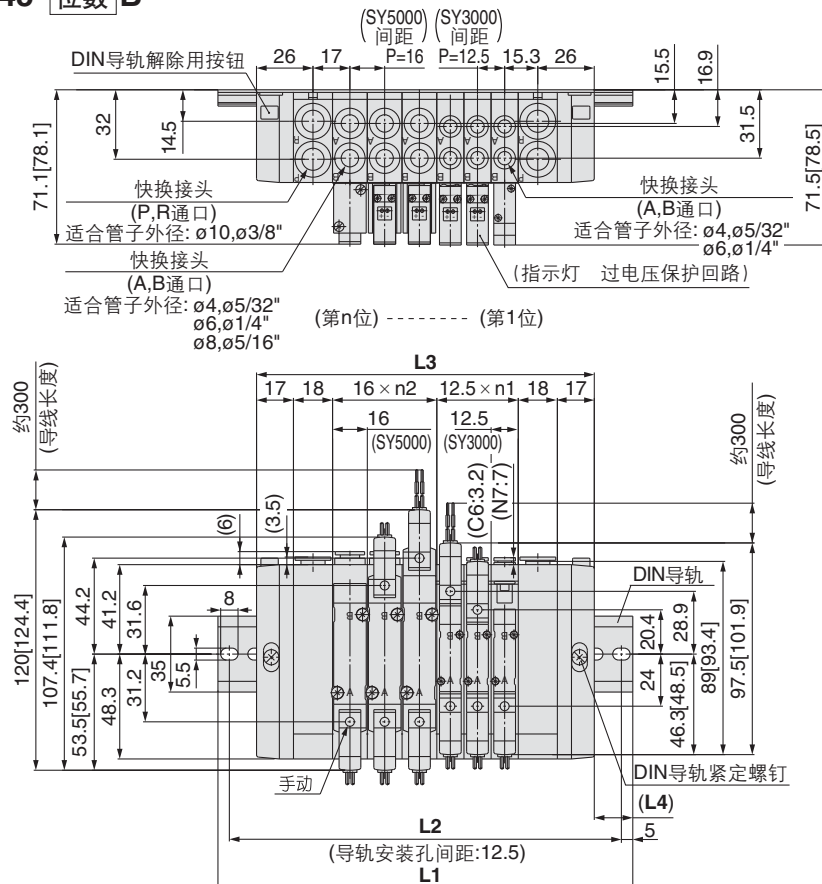 位数 D
(SY5000) (SY3000)
间距 间距
26 17 P=16 P=12.5 15.3 26
DIN导轨解除用按钮
15.5
16.9
71.1[78.1]
32
14.5
31.5
71.5[78.5]
R
P
A
B
快换接头
(P,R通口)
适合管子外径: ø10,ø3/8"
快换接头
(A,B通口)
适合管子外径: ø4,ø5/32"
ø6,ø1/4"
快换接头
(A,B通口)
适合管子外径: ø4,ø5/32"
ø6,ø1/4"
ø8,ø5/16"
(指示灯 过电压保护回路)
(第n位) -------- (第1位)
L3
17 18 16×n2 12.5×n1 18 17
16 12.5
(SY5000) (SY3000)
约300
(导线长度)
约300
(导线长度)
(6)
(3.5)
(C6:3.2)
(N7:7)
DIN导轨
120[124.4]
107.4[111.8]
44.2
41.2
31.6
8
35
5.5
53.5[55.7]
48.3
31.2
20.4
28.9
24
46.3[48.5]
89[93.4]
97.5[101.9]
B
A
手动
DIN导轨紧定螺钉
(L4)
L2
5
(导轨安装孔间距:12.5)
L1